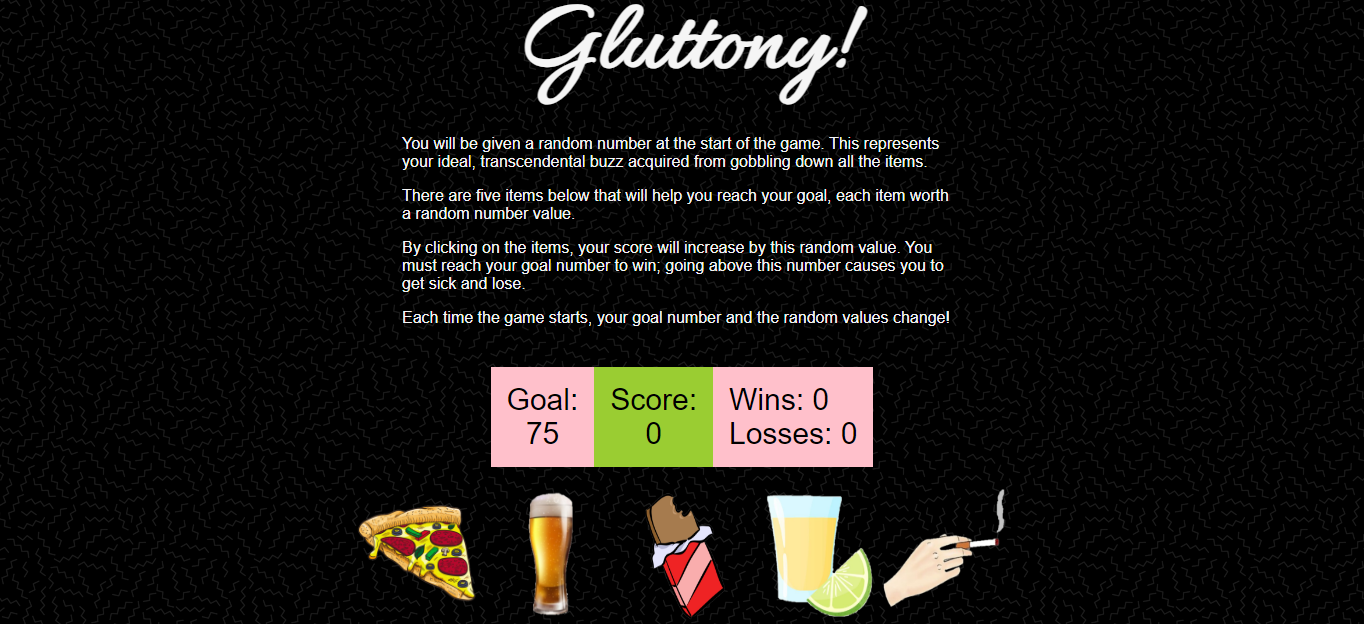 Gluttony!
You will be given a random number at the start of the game. This represents
your ideal, transcendental buzz acquired from gobbling down all the items.
There are five items below that will help you reach your goal, each item worth
a random number value.
By clicking on the items, your score will increase by this random value. You
must reach your goal number to win; going above this number causes you to
get sick and lose.
Each time the game starts, your goal number and the random values change!
Goal:
75
Score:
0
Wins: 0
Losses: 0